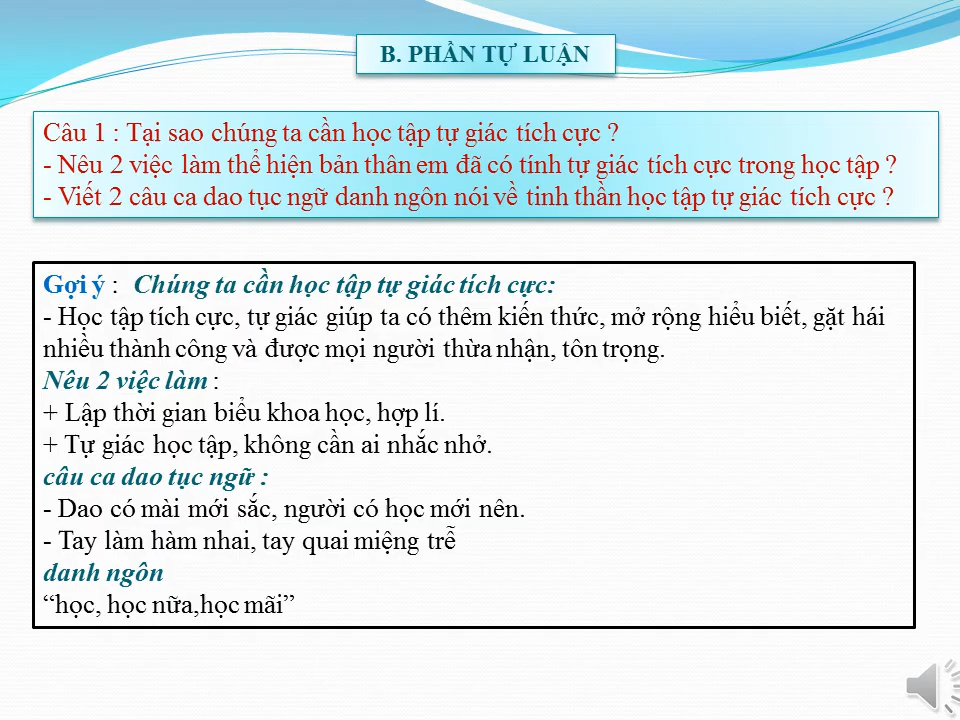 B. PHẦN TỰ LUẬN
Câu 1 : Tại sao chúng ta cần học tập tự giác tích cực ?
- Nêu 2 việc làm thể hiện bản thân em đã có tính tự giác tích cực trong học tập ?
- Viết 2 câu ca dao tục ngữ danh ngôn nói về tinh thần học tập tự giác tích cực ?
Gợi ý : Chúng ta cần học tập tự giác tích cực:
- Học tập tích cực, tự giác giúp ta có thêm kiến thức, mở rộng hiểu biết, gặt hái
nhiều thành công và được mọi người thừa nhận, tôn trọng.
Nêu 2 việc làm :
+ Lập thời gian biểu khoa học, hợp lí.
+ Tự giác học tập, không cần ai nhắc nhở.
câu ca dao tục ngữ :
- Dao có mài mới sắc, người có học mới nên.
- Tay làm hàm nhai, tay quai miệng trễ
danh ngôn
“học, học nữa,học mãi”